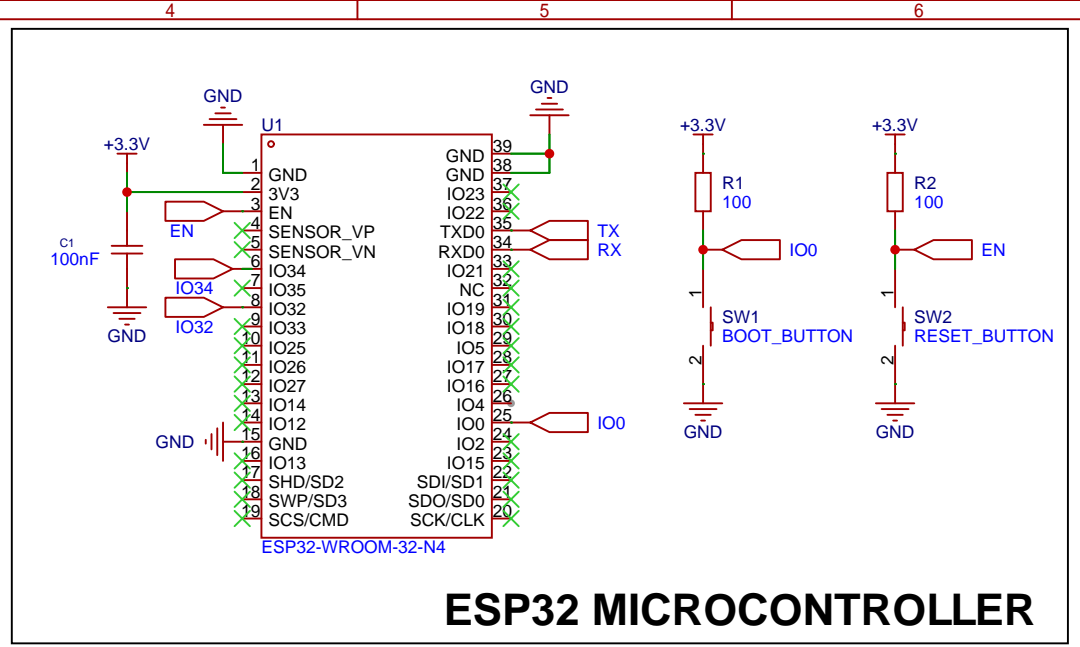 4 5 6
GND
+3.3V
C1
100nF
GND
EN
IO34
IO32
GND
U1
1 GND
2 3V3
3 EN
4 SENSOR_VP
5 SENSOR_VN
6 IO34
7 IO35
8 IO32
9 IO33
10 IO25
11 IO26
12 IO27
13 IO14
14 IO12
15 GND
16 IO13
17 SHD/SD2
18 SWP/SD3
19 SCS/CMD
GND 39
GND 38
IO23 37
IO22 36
TXD0 35
RXD0 34
IO21 33
NC 32
IO19 31
IO18 30
IO5 29
IO17 28
IO16 27
IO4 26
IO0 25
IO2 24
IO15 23
SDI/SD1 22
SDO/SD0 21
SCK/CLK 20
ESP32-WROOM-32-N4
GND
TX
RX
IO0
+3.3V
R1
100
IO0
1
SW1
BOOT_BUTTON
2
GND
+3.3V
R2
100
EN
1
SW2
RESET_BUTTON
2
GND
ESP32 MICROCONTROLLER